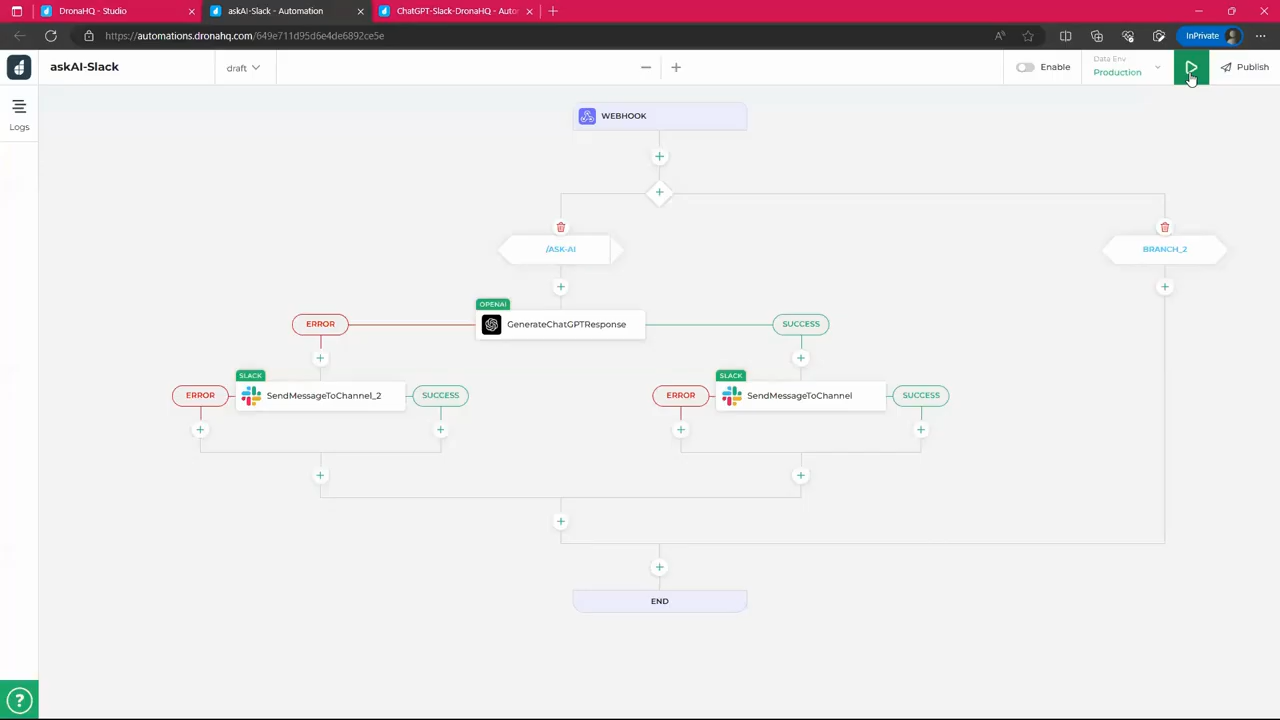 DronaHQ - Studio
askAI-Slack - Automation
ChatGPT-Slack-DronaHQ - Auto
https://automations.dronahq.com/649e711d95d6e4de6892ce5e
InPrivate
askAI-Slack
draft
Enable
Data Env
Production
Publish
Logs
WEBHOOK
/ASK-AI
BRANCH_2
OPENAI
ERROR
GenerateChatGPTResponse
SUCCESS
SLACK
SLACK
ERROR
SendMessageToChannel_2
SUCCESS
ERROR
SendMessageToChannel
SUCCESS
END
?